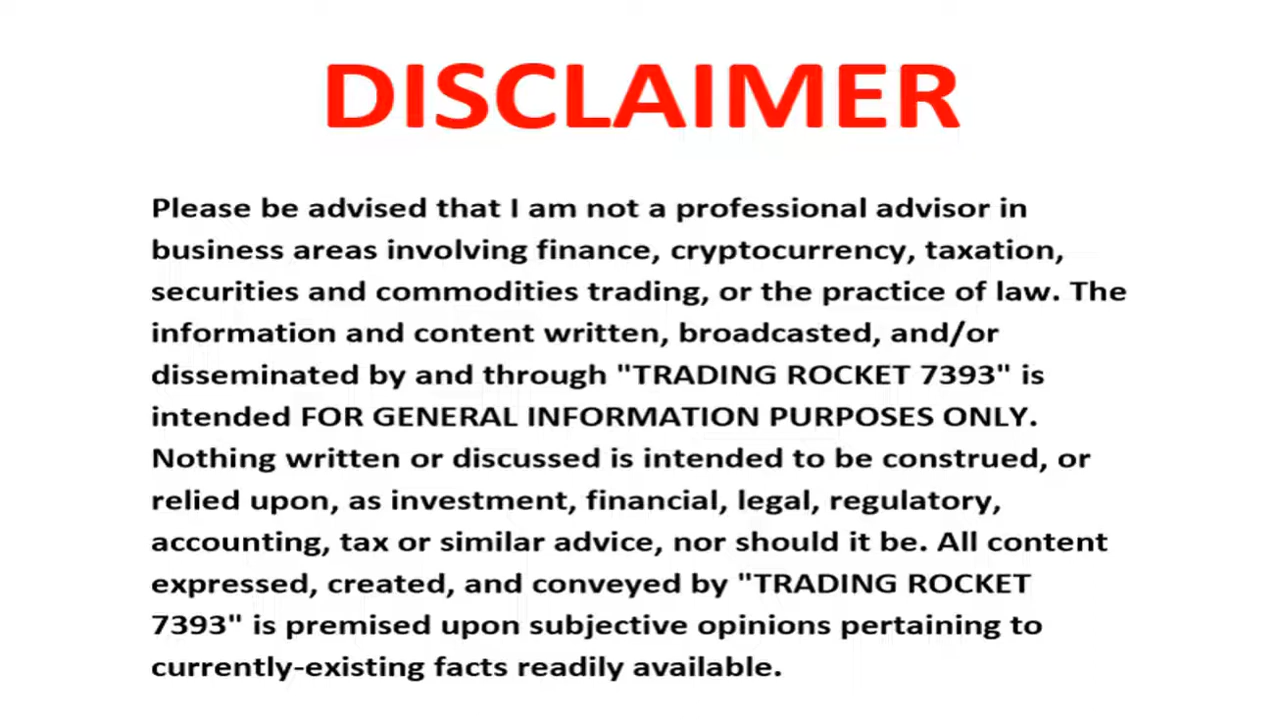 DISCLAIMER
Please be advised that I am not a professional advisor in
business areas involving finance, cryptocurrency, taxation,
securities and commodities trading, or the practice of law. The
information and content written, broadcasted, and/or
disseminated by and through "TRADING ROCKET 7393" is
intended FOR GENERAL INFORMATION PURPOSES ONLY.
Nothing written or discussed is intended to be construed, or
relied upon, as investment, financial, legal, regulatory,
accounting, tax or similar advice, nor should it be. All content
expressed, created, and conveyed by "TRADING ROCKET
7393" is premised upon subjective opinions pertaining to
currently-existing facts readily available.